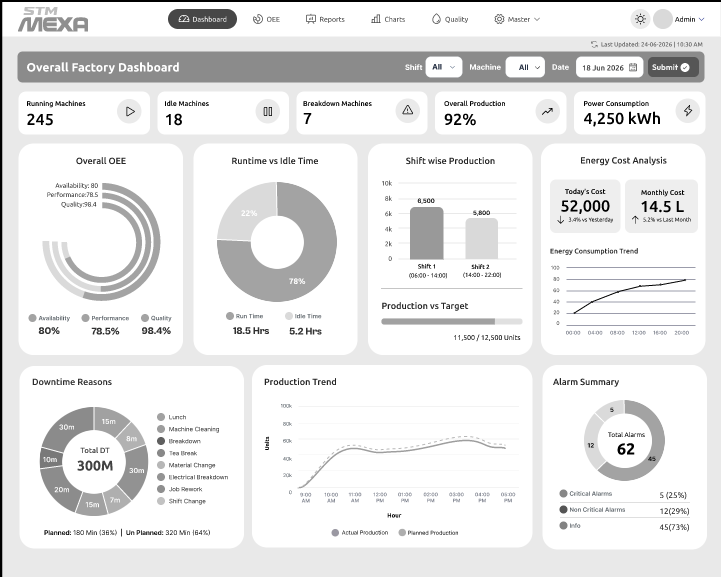 STM
MEXA
Dashboard
OEE
Reports
Charts
Quality
Master
Admin
Last Updated: 24-06-2026 | 18:30 AM
Overall Factory Dashboard
Shift All Machine All Date 18 Jun 2026 Submit
Running Machines
245
Idle Machines
18
Breakdown Machines
7
Overall Production
92%
Power Consumption
4,250 kWh
Overall OEE
Availability: 80
Performance:78.5
Quality:98.4
Availability Performance Quality
80% 78.5% 98.4%
Runtime vs Idle Time
22%
78%
Run Time Idle Time
18.5 Hrs 5.2 Hrs
Shift wise Production
10k
8k
6k
4k
2k
0
6,500
5,800
Shift 1
(06:00 - 14:00)
Shift 2
(14:00 - 22:00)
Production vs Target
11,500 / 12,500 Units
Energy Cost Analysis
Today's Cost
52,000
3.4% vs Yesterday
Monthly Cost
14.5 L
5.2% vs Last Month
Energy Consumption Trend
100
80
60
40
20
0
00:00 04:00 08:00 12:00 16:00 20:00
Downtime Reasons
30m
15m
8m
30m
7m
15m
20m
10m
Total DT
300M
Lunch
Machine Cleaning
Breakdown
Tea Break
Material Change
Electrical Breakdown
Job Rework
Shift Change
Planned: 180 Min (36%) | Un Planned: 320 Min (64%)
Production Trend
100k
80k
60k
40k
20k
0
Units
9:00 AM
10:00 AM
11:00 AM
12:00 PM
01:00 PM
02:00 PM
03:00 PM
04:00 PM
05:00 PM
Hour
Actual Production Planned Production
Alarm Summary
5
12
45
Total Alarms
62
Critical Alarms 5 (25%)
Non Critical Alarms 12(29%)
Info 45(73%)